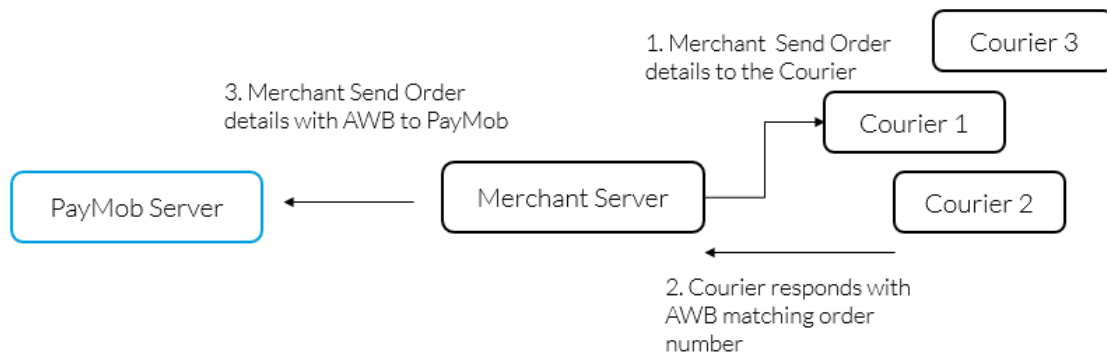 Courier 3
1. Merchant Send Order
details to the Courier
3. Merchant Send Order
details with AWB to PayMob
Courier 1
PayMob Server
Merchant Server
Courier 2
2. Courier responds with
AWB matching order
number